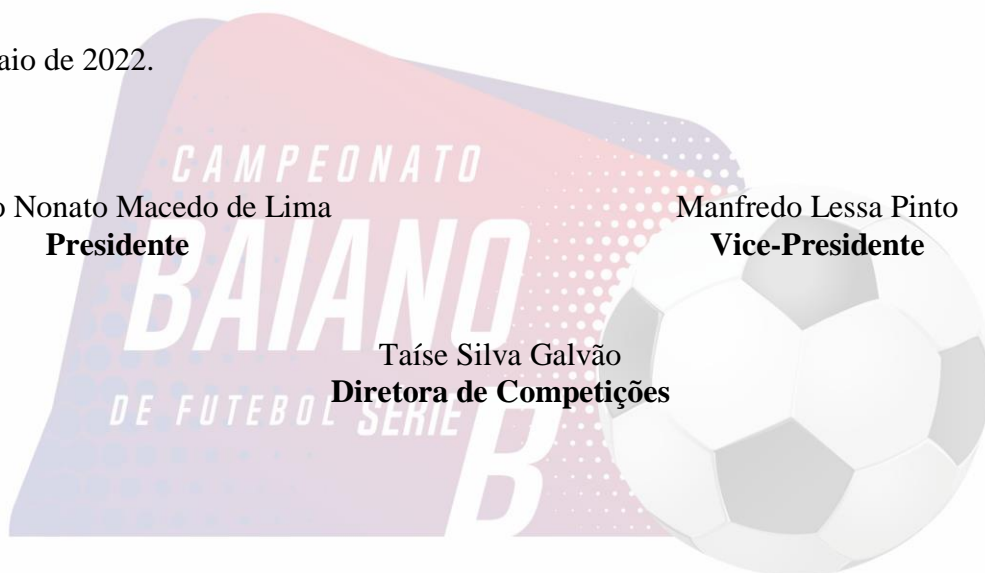 aio de 2022.
CAMPEONATO
o Nonato Macedo de Lima
Manfredo Lessa Pinto
Presidente
Vice-Presidente
BAIANO
Taíse Silva Galvão
Diretora de Competições
DE FUTEBOL SÉRIE
B